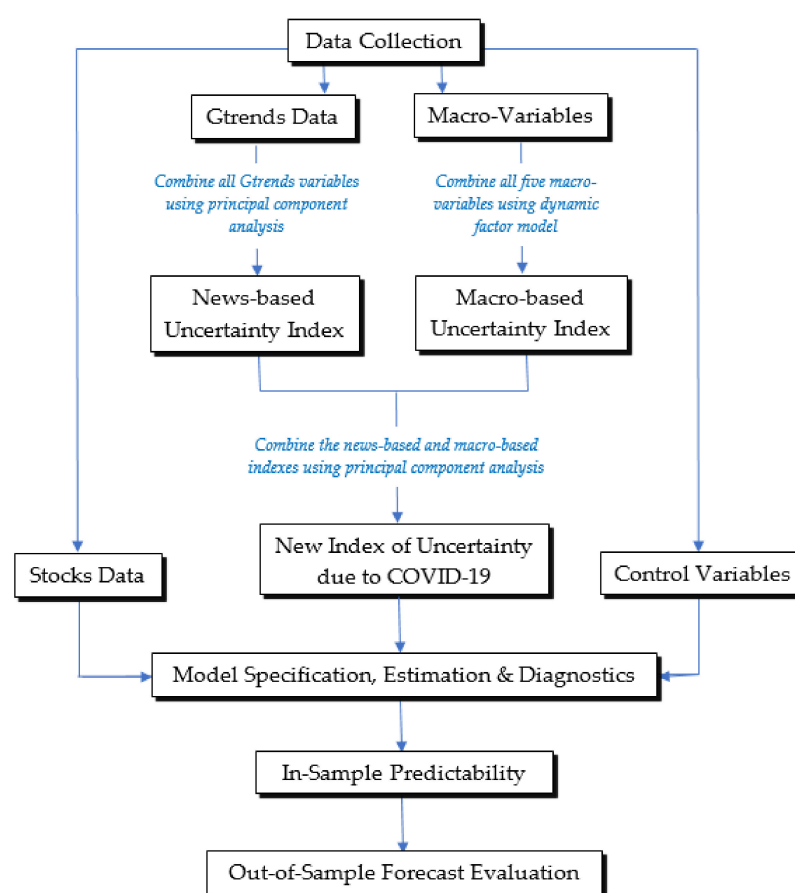 Data Collection
Gtrends Data
Macro-Variables
Combine all Gtrends variables
using principal component
analysis
Combine all five macro-
variables using dynamic
factor model
News-based
Uncertainty Index
Macro-based
Uncertainty Index
Combine the news-based and macro-based
indexes using principal component analysis
Stocks Data
New Index of Uncertainty
due to COVID-19
Control Variables
Model Specification, Estimation & Diagnostics
In-Sample Predictability
Out-of-Sample Forecast Evaluation